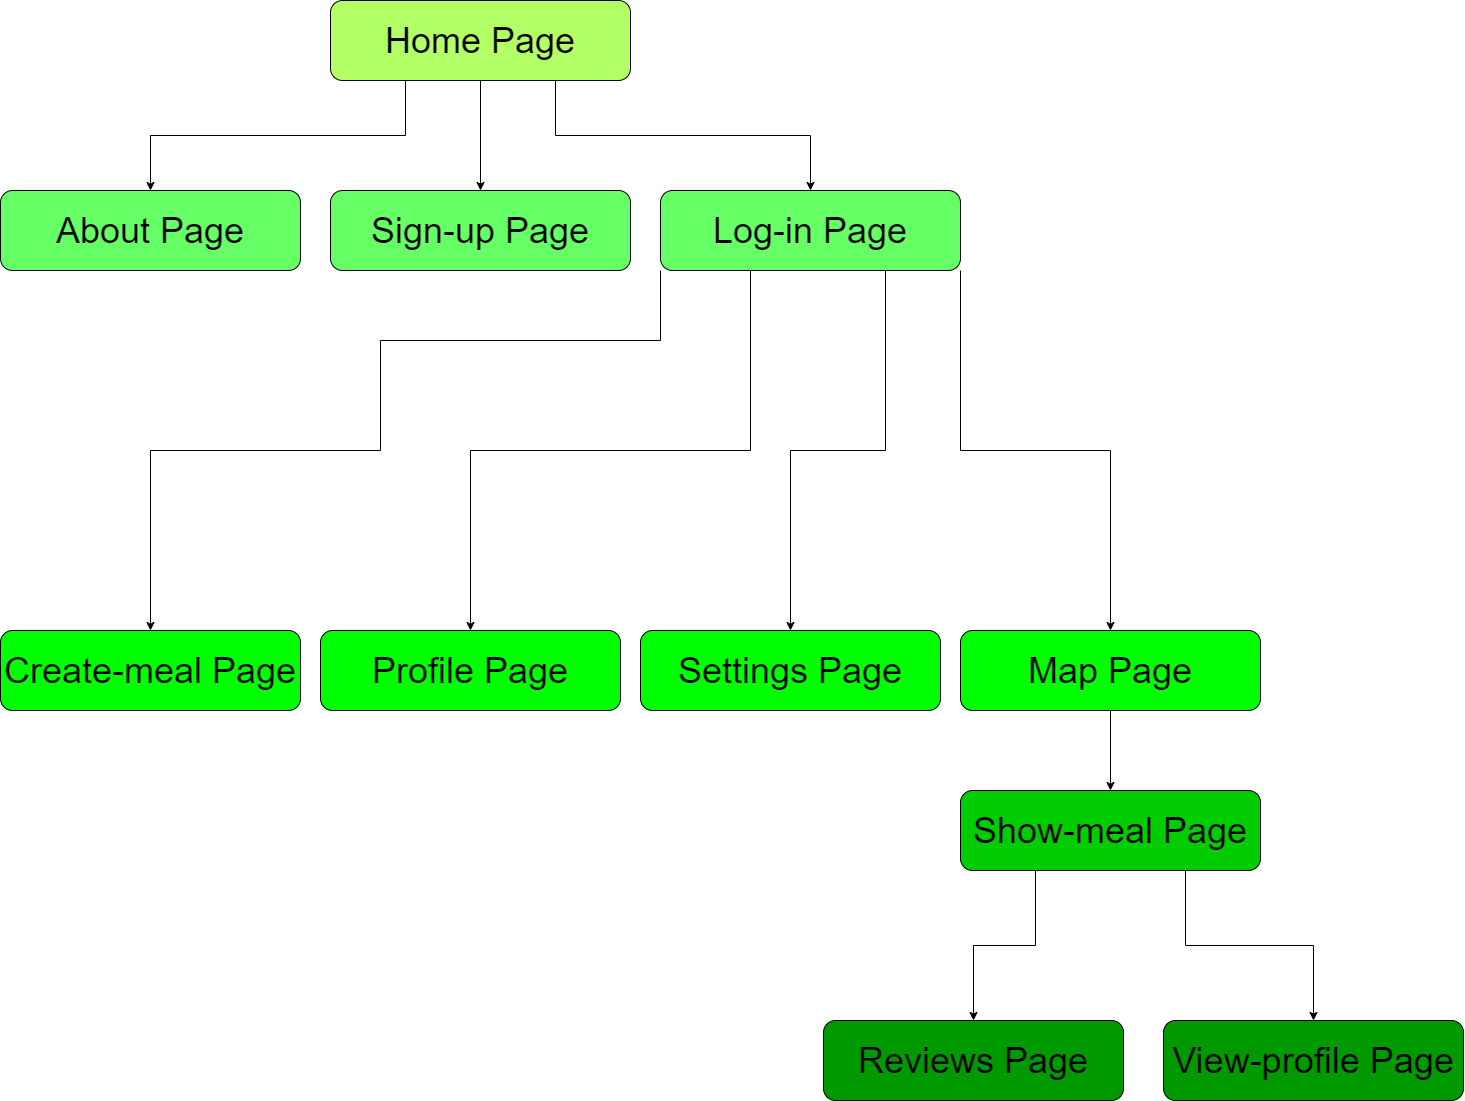 Home Page
About Page
Sign-up Page
Log-in Page
Create-meal Page
Profile Page
Settings Page
Map Page
Show-meal Page
Reviews Page
View-profile Page